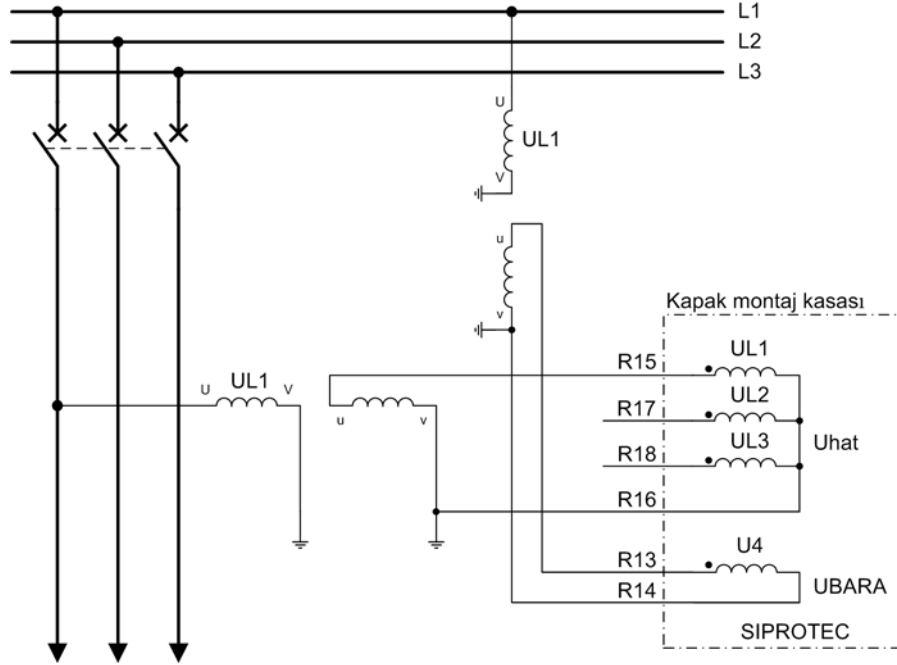 L1
L2
L3
U
UL1
V
u
v
Kapak montaj kasası
R15
UL1
U
UL1
V
R17
UL2
u
v
Uhat
R18
UL3
R16
R13
U4
R14
UBARA
SIPROTEC